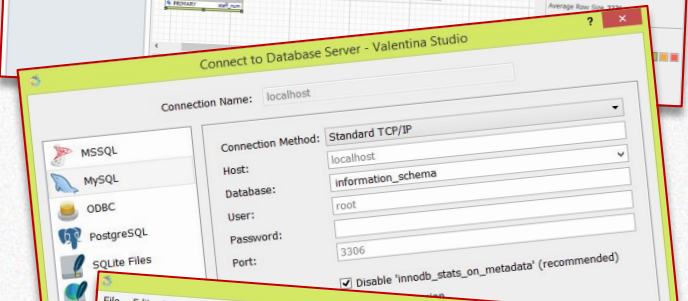 PRIMARY staff_num
Average Row Size
Connect to Database Server - Valentina Studio
Connection Name: localhost
MSSQL
MySQL
ODBC
PostgreSQL
SQLite Files
Connection Method: Standard TCP/IP
Host: localhost
Database: information_schema
User: root
Password:
Port: 3306
Disable 'innodb_stats_on_metadata' (recommended)
File